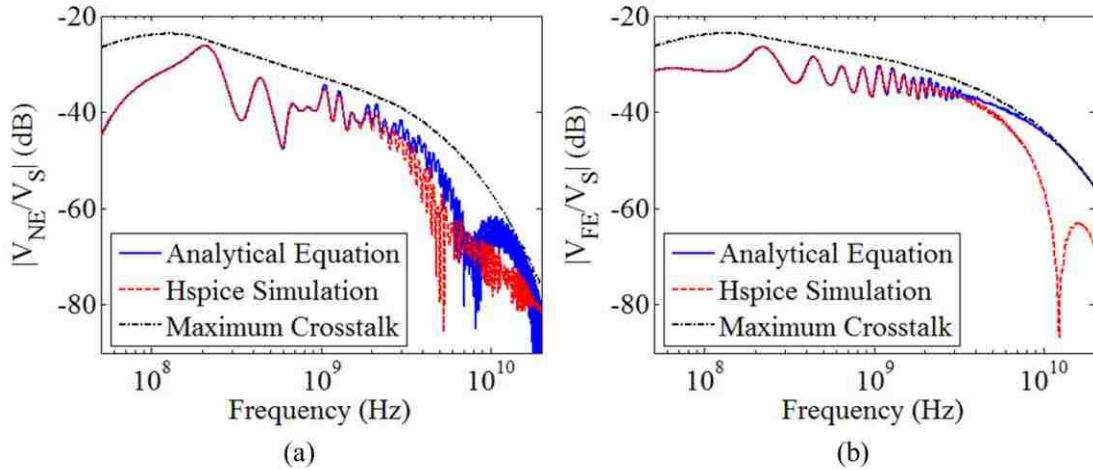 -20
-40
-60
-80
|V_NE/V_S| (dB)
Analytical Equation
Hspice Simulation
Maximum Crosstalk
10^8
10^9
10^10
Frequency (Hz)
(a)
-20
-40
-60
-80
|V_FE/V_S| (dB)
Analytical Equation
Hspice Simulation
Maximum Crosstalk
10^8
10^9
10^10
Frequency (Hz)
(b)